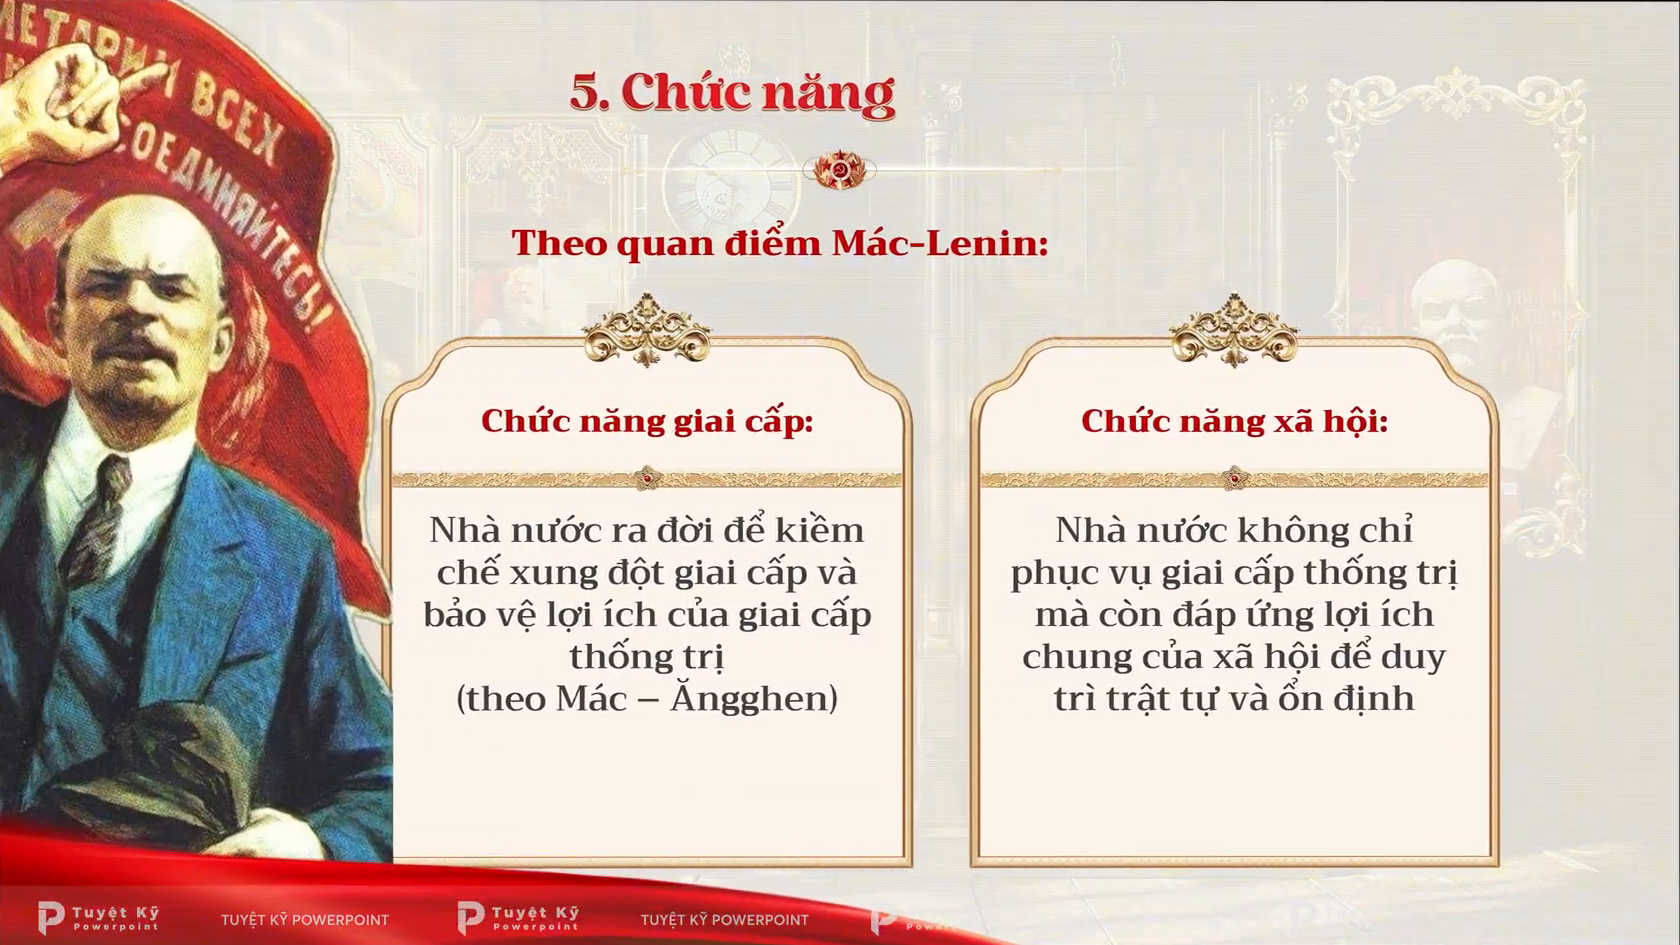 ЛЕТАРИИ ВСЕХ
СОЕДИНЯЙТЕСЬ!
5. Chức năng
Theo quan điểm Mác-Lenin:
Chức năng giai cấp:
Nhà nước ra đời để kiềm
chế xung đột giai cấp và
bảo vệ lợi ích của giai cấp
thống trị
(theo Mác – Ăngghen)
Chức năng xã hội:
Nhà nước không chỉ
phục vụ giai cấp thống trị
mà còn đáp ứng lợi ích
chung của xã hội để duy
trì trật tự và ổn định
Tuyệt Kỹ
Powerpoint
TUYỆT KỸ POWERPOINT
Tuyệt Kỹ
Powerpoint
TUYỆT KỸ POWERPOINT